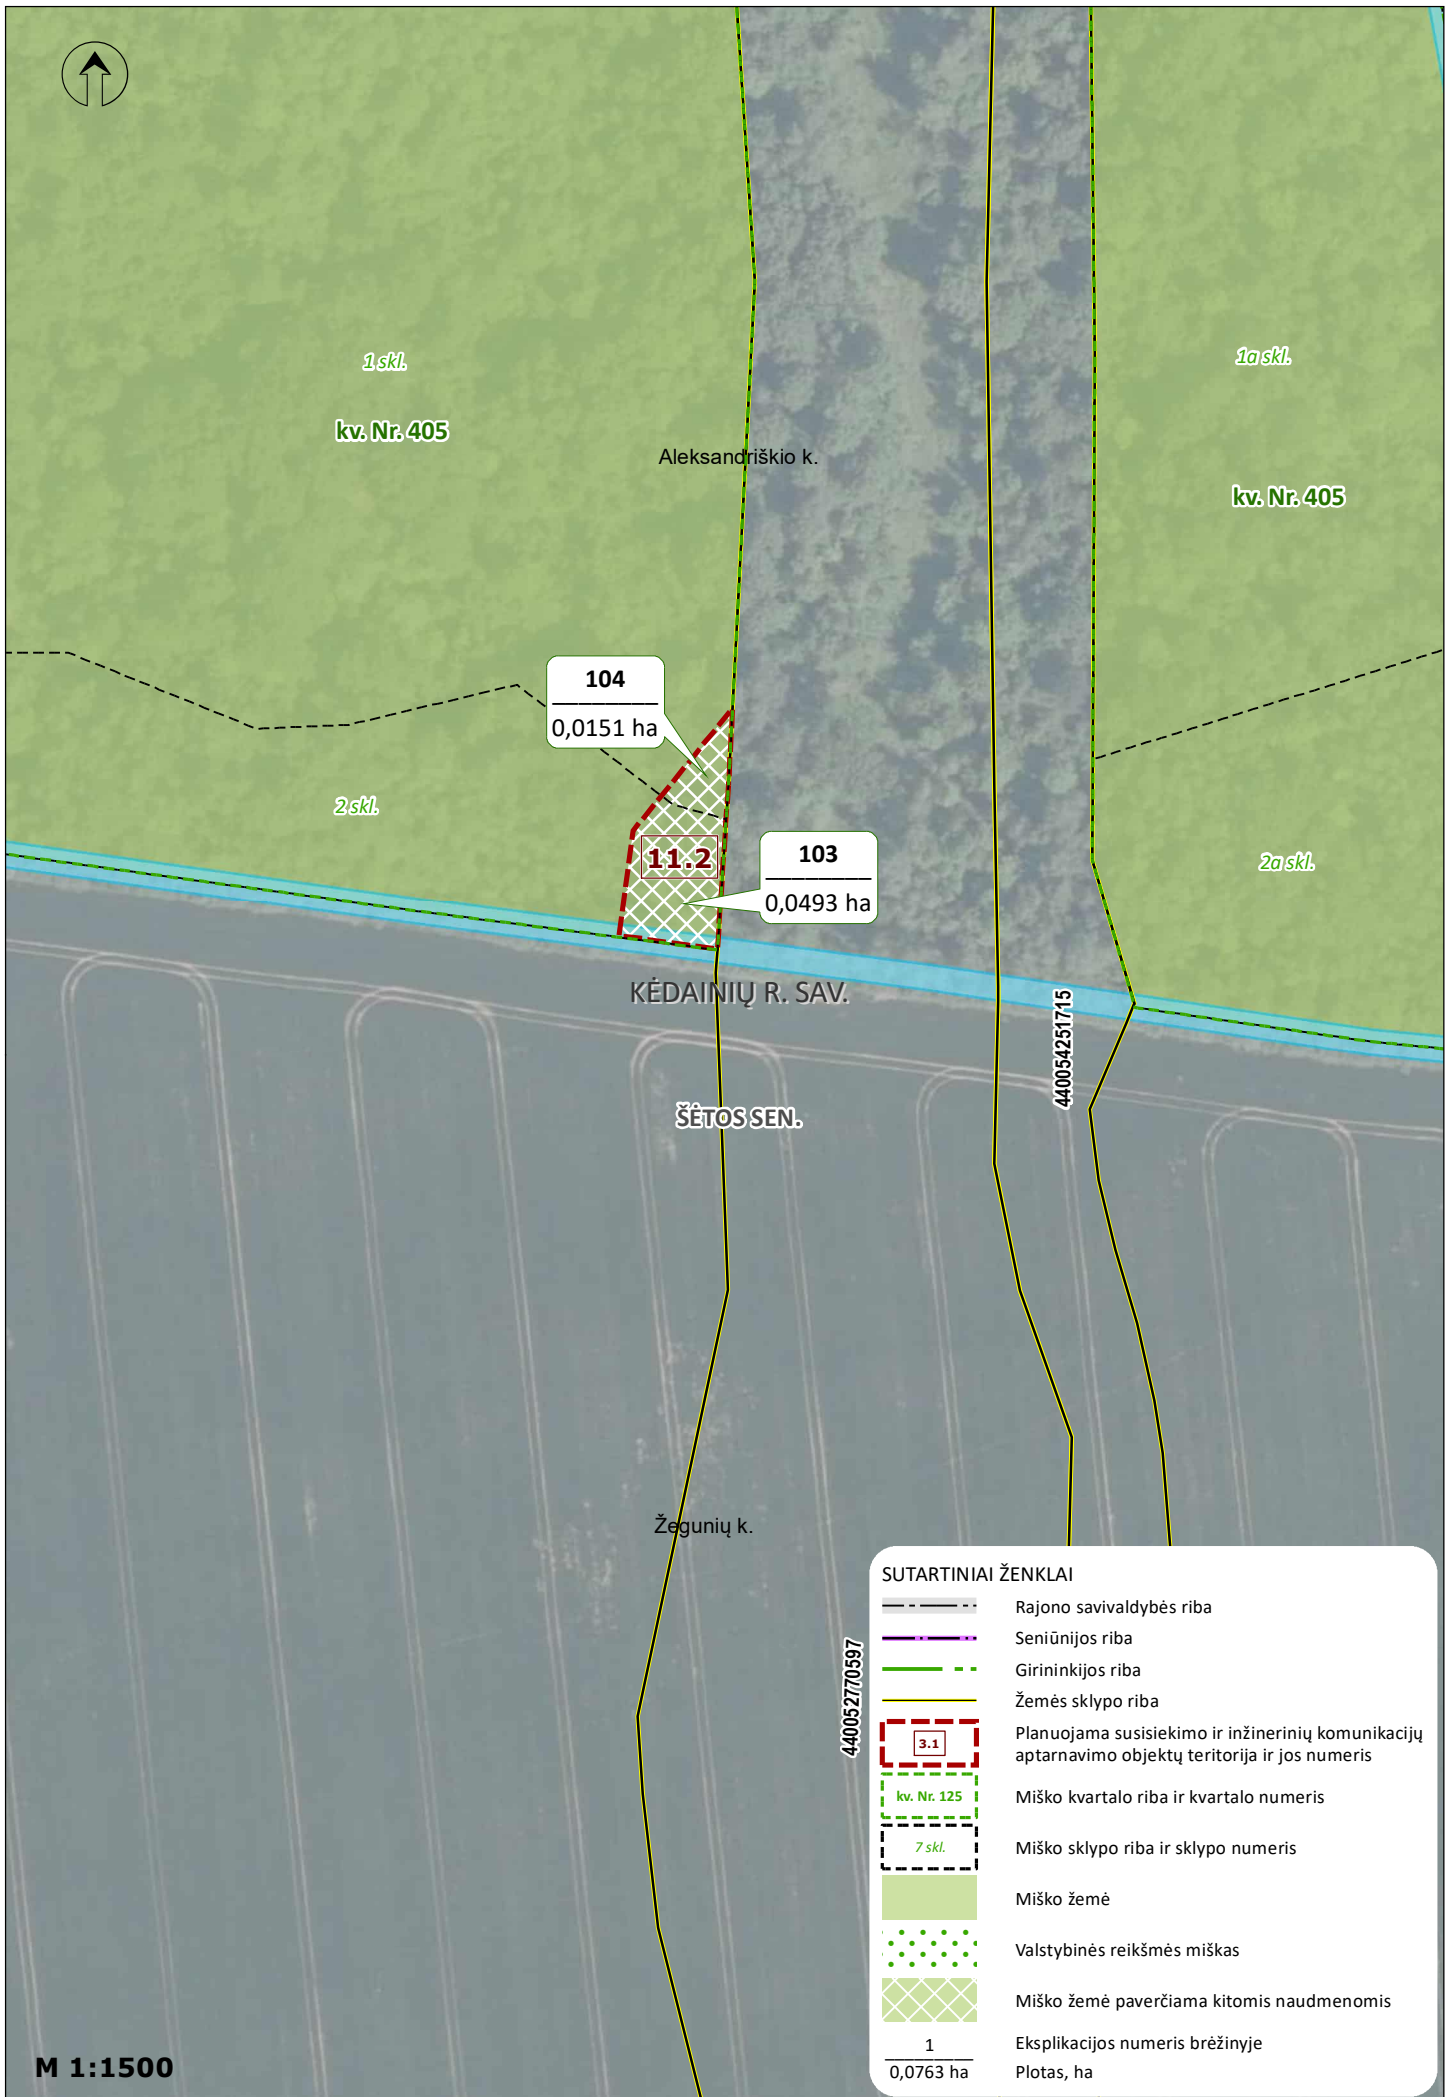 1 skl.
kv. Nr. 405
1a skl.
kv. Nr. 405
Aleksandriškio k.
104
0,0151 ha
2 skl.
11.2
103
0,0493 ha
2a skl.
KĖDAINIŲ R. SAV.
440054251715
ŠĖTOS SEN.
Žegunių k.
440052770597
SUTARTINIAI ŽENKLAI
Rajono savivaldybės riba
Seniūnijos riba
Girininkijos riba
Žemės sklypo riba
3.1
Planuojama susisiekimo ir inžinerinių komunikacijų
aptarnavimo objektų teritorija ir jos numeris
kv. Nr. 125
Miško kvartalo riba ir kvartalo numeris
7 skl.
Miško sklypo riba ir sklypo numeris
Miško žemė
Valstybinės reikšmės miškas
Miško žemė paverčiama kitomis naudmenomis
1
Eksplikacijos numeris brėžinyje
0,0763 ha
Plotas, ha
M 1:1500